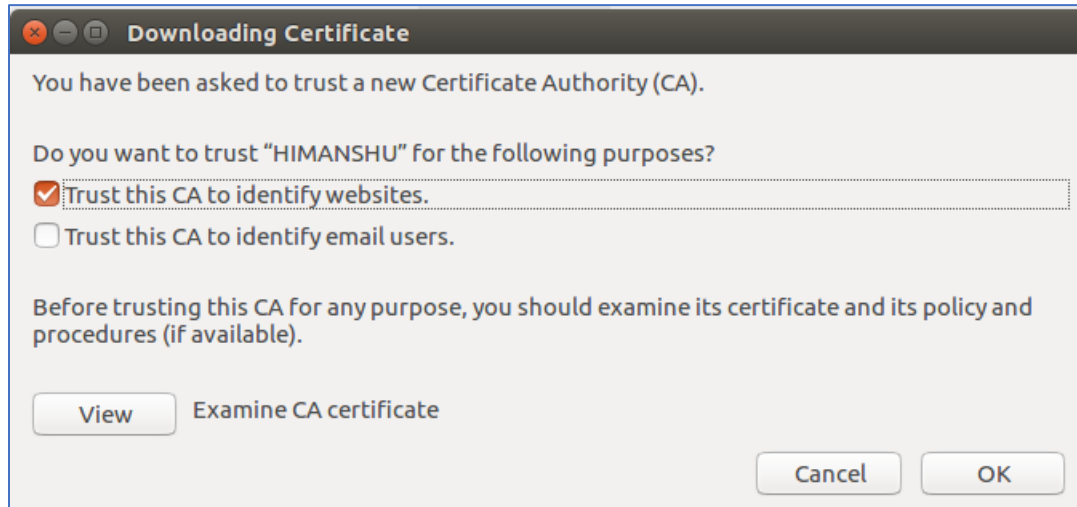 Downloading Certificate
You have been asked to trust a new Certificate Authority (CA).
Do you want to trust “HIMANSHU” for the following purposes?
Trust this CA to identify websites.
Trust this CA to identify email users.
Before trusting this CA for any purpose, you should examine its certificate and its policy and
procedures (if available).
View Examine CA certificate
Cancel OK